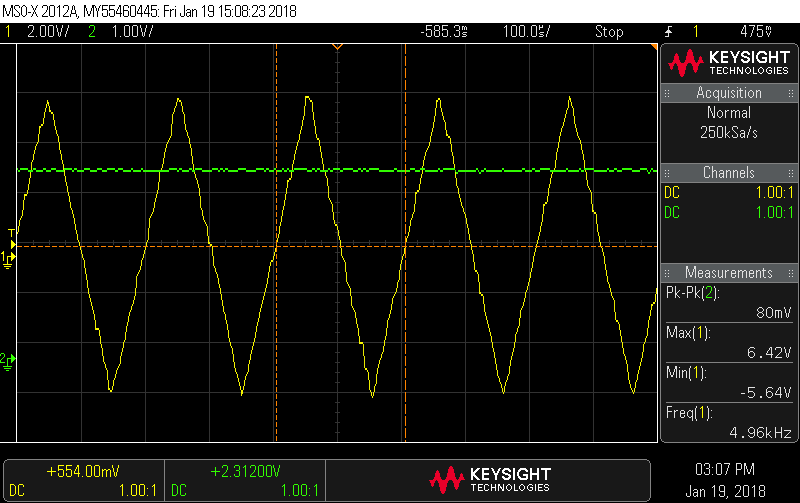 MSO-X 2012A, MY55460445: Fri Jan 19 15:08:23 2018
1 2.00V/ 2 1.00V/ -585.3ms 100.0s/ Stop 1 475mV
KEYSIGHT
TECHNOLOGIES
Acquisition
Normal
250kSa/s
Channels
DC 1.00:1
DC 1.00:1
Measurements
Pk-Pk(2):
80mV
Max(1):
6.42V
Min(1):
-5.64V
Freq(1):
4.96kHz
T
1
2
+554.00mV
DC 1.00:1
+2.31200V
DC 1.00:1
KEYSIGHT
TECHNOLOGIES
03:07 PM
Jan 19, 2018